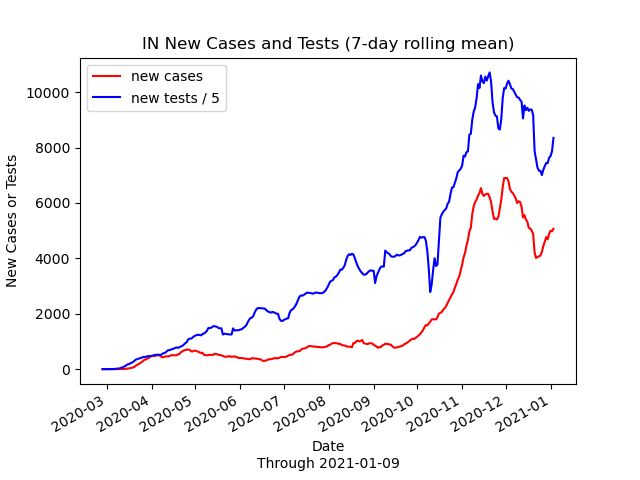 IN New Cases and Tests (7-day rolling mean)
new cases
new tests / 5
New Cases or Tests
10000
8000
6000
4000
2000
0
2020-03
2020-04
2020-05
2020-06
2020-07
2020-08
2020-09
2020-10
2020-11
2020-12
2021-01
Date
Through 2021-01-09